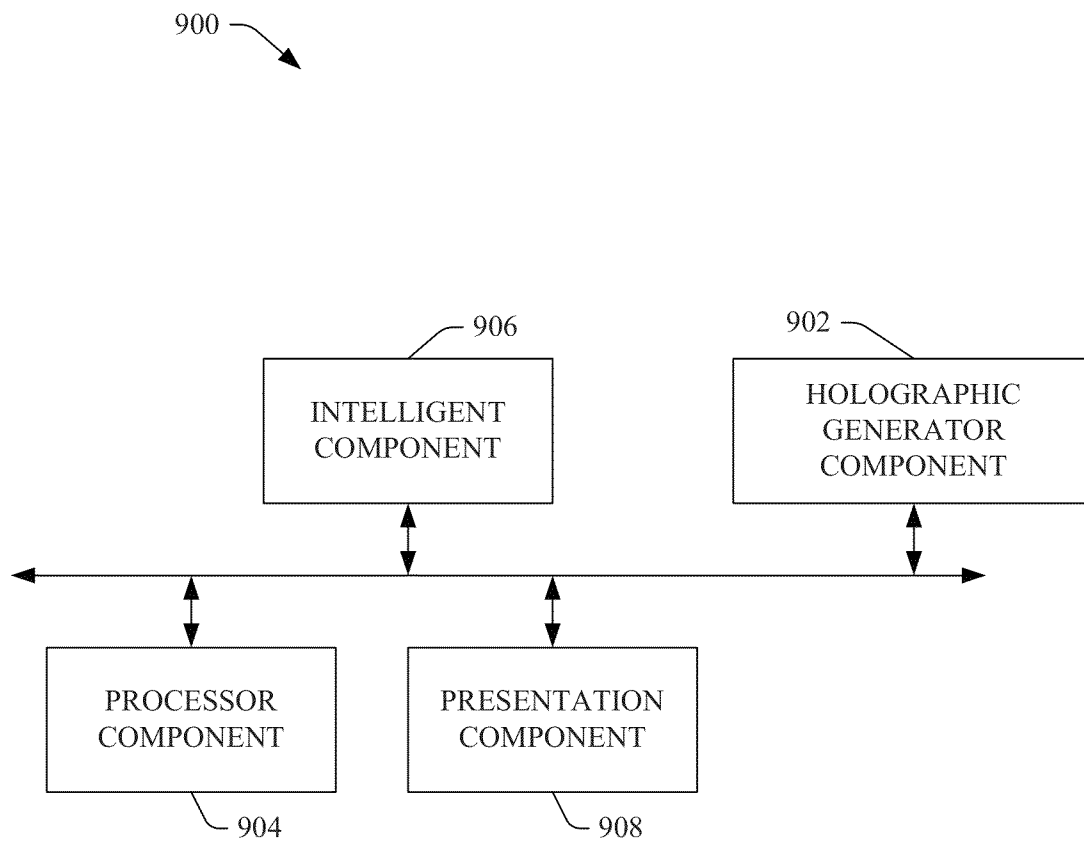 900
906
902
INTELLIGENT
COMPONENT
HOLOGRAPHIC
GENERATOR
COMPONENT
PROCESSOR
COMPONENT
PRESENTATION
COMPONENT
904
908